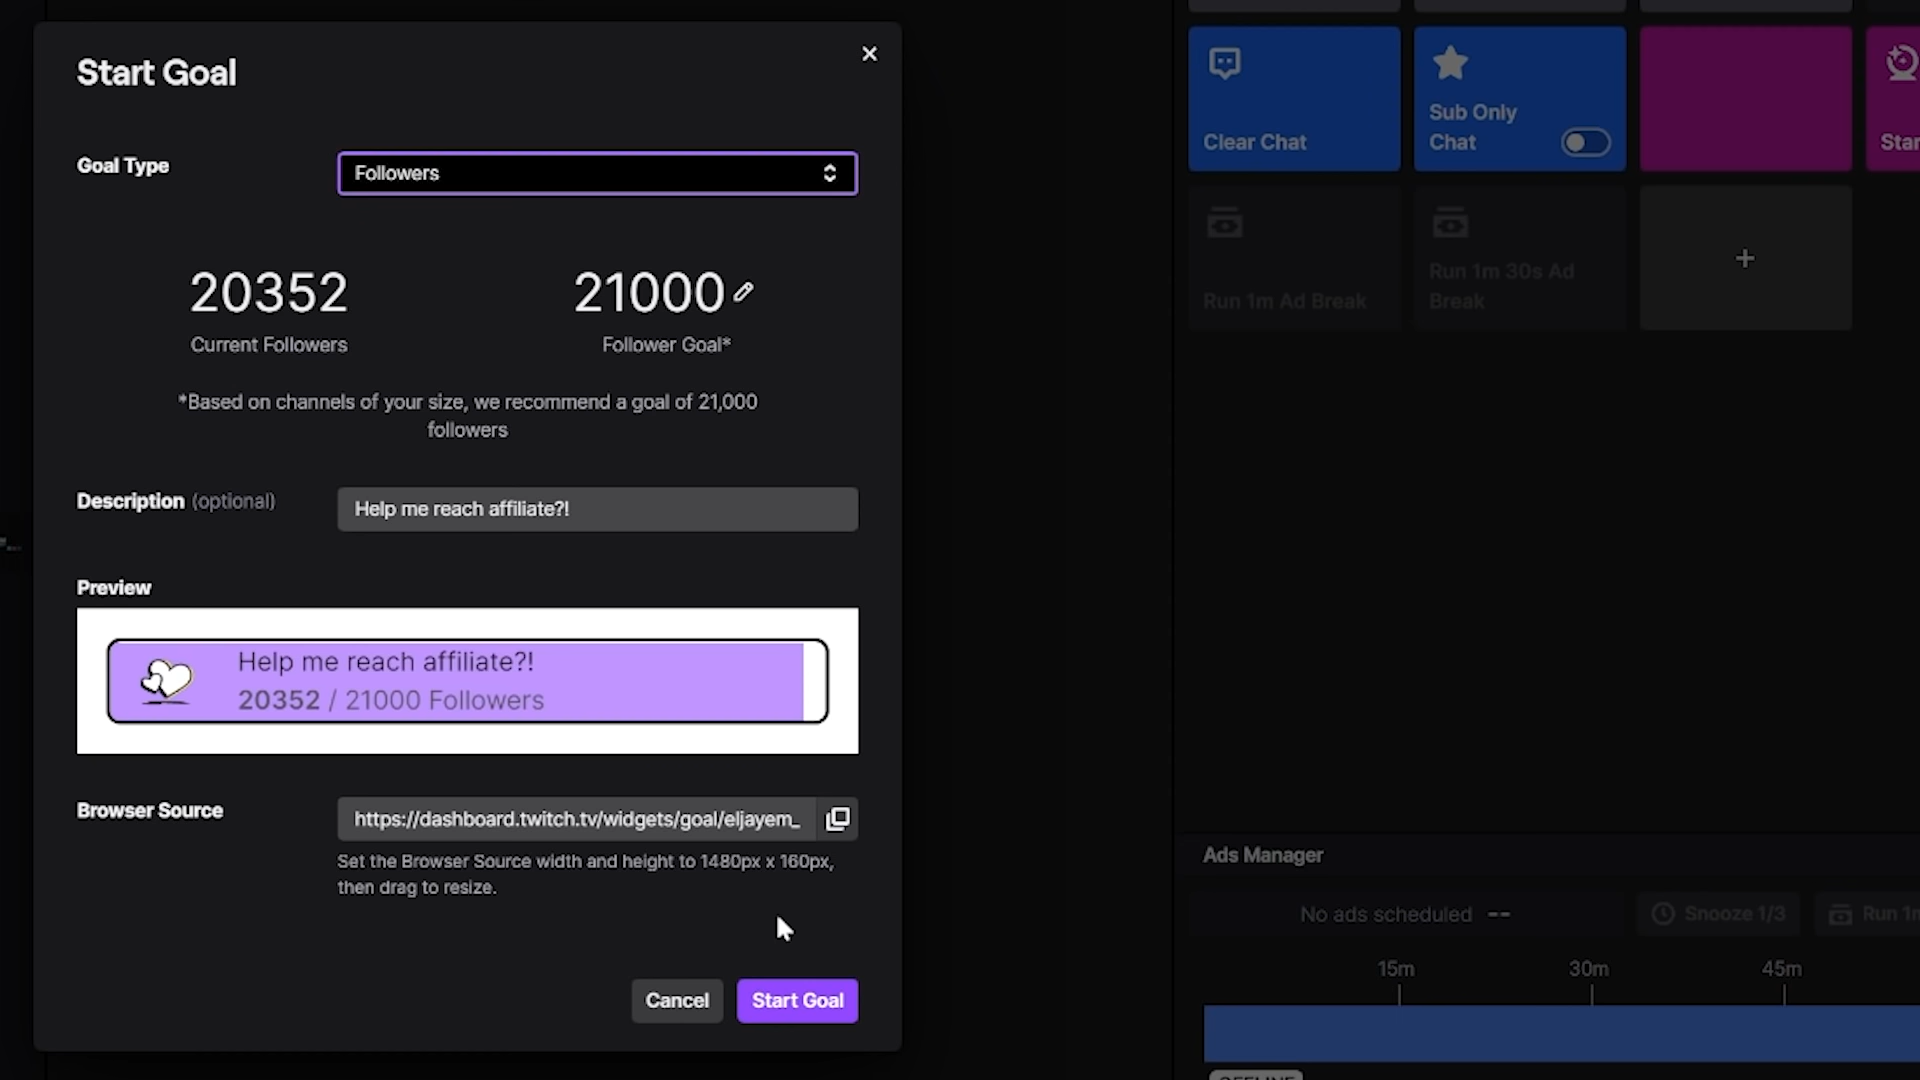 Start Goal
Goal Type
Followers
20352
21000
Current Followers
Follower Goal*
*Based on channels of your size, we recommend a goal of 21,000
followers
Description (optional)
Help me reach affiliate?!
Preview
Help me reach affiliate?!
20352 / 21000 Followers
Browser Source
https://dashboard.twitch.tv/widgets/goal/eljayem_
Set the Browser Source width and height to 1480px x 160px,
then drag to resize.
Cancel
Start Goal
Clear Chat
Sub Only
Chat
Run 1m Ad Break
Run 1m 30s Ad
Break
+
Ads Manager
No ads scheduled --
Snooze 1/3
15m
30m
45m